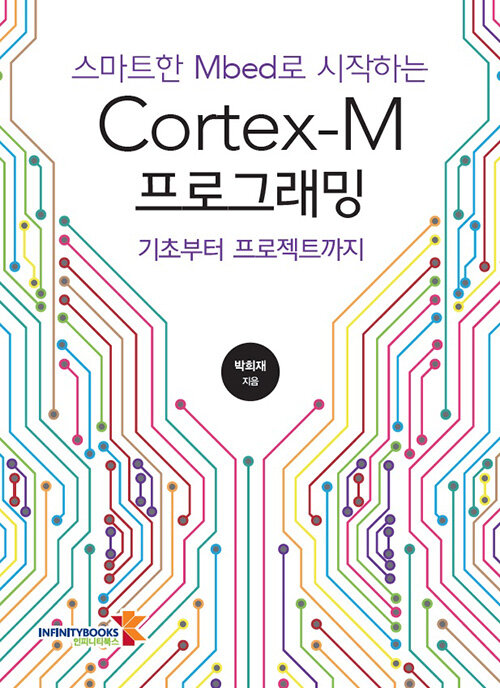 스마트한 Mbed로 시작하는
Cortex-M
프로그래밍
기초부터 프로젝트까지
박희재
지음
INFINITYBOOKS
인피니티북스